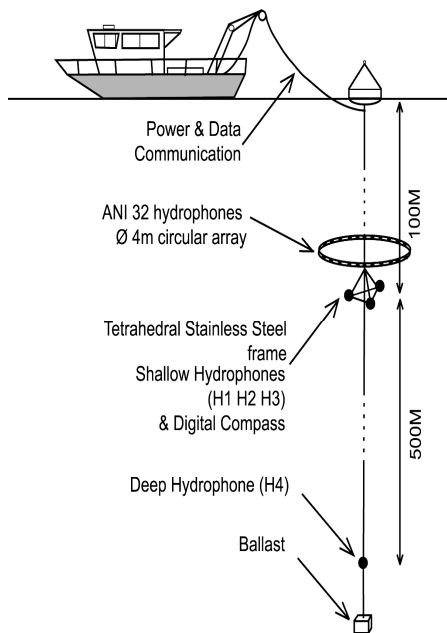 Power & Data
Communication
ANI 32 hydrophones
Ø 4m circular array
100M
Tetrahedral Stainless Steel
frame
Shallow Hydrophones
(H1 H2 H3)
& Digital Compass
500M
Deep Hydrophone (H4)
Ballast